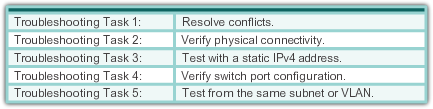 Troubleshooting Task 1: Resolve conflicts.
Troubleshooting Task 2: Verify physical connectivity.
Troubleshooting Task 3: Test with a static IPv4 address.
Troubleshooting Task 4: Verify switch port configuration.
Troubleshooting Task 5: Test from the same subnet or VLAN.